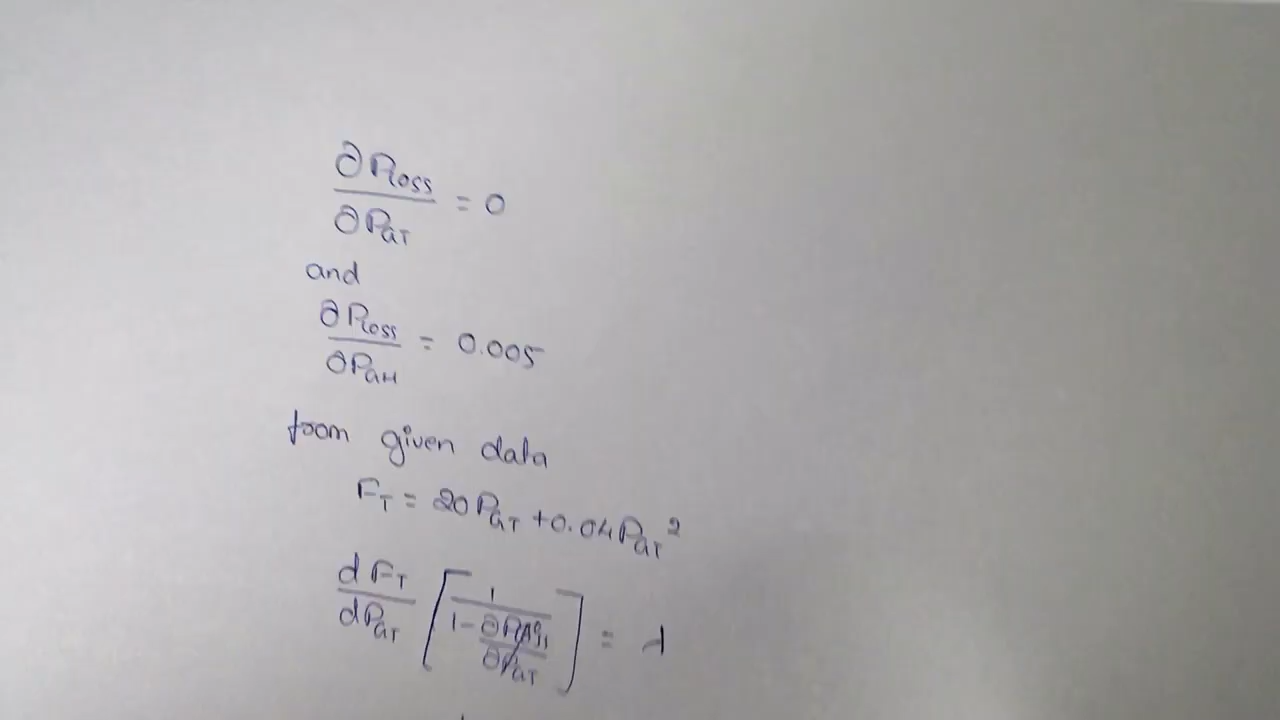 ∂Ploss/∂PGT = 0
and
∂Ploss/∂PGH = 0.005
from given data
FT = 20PGT + 0.04PGT²
dFT/dPGT [1/(1 - ∂P/∂PGT)] = λ